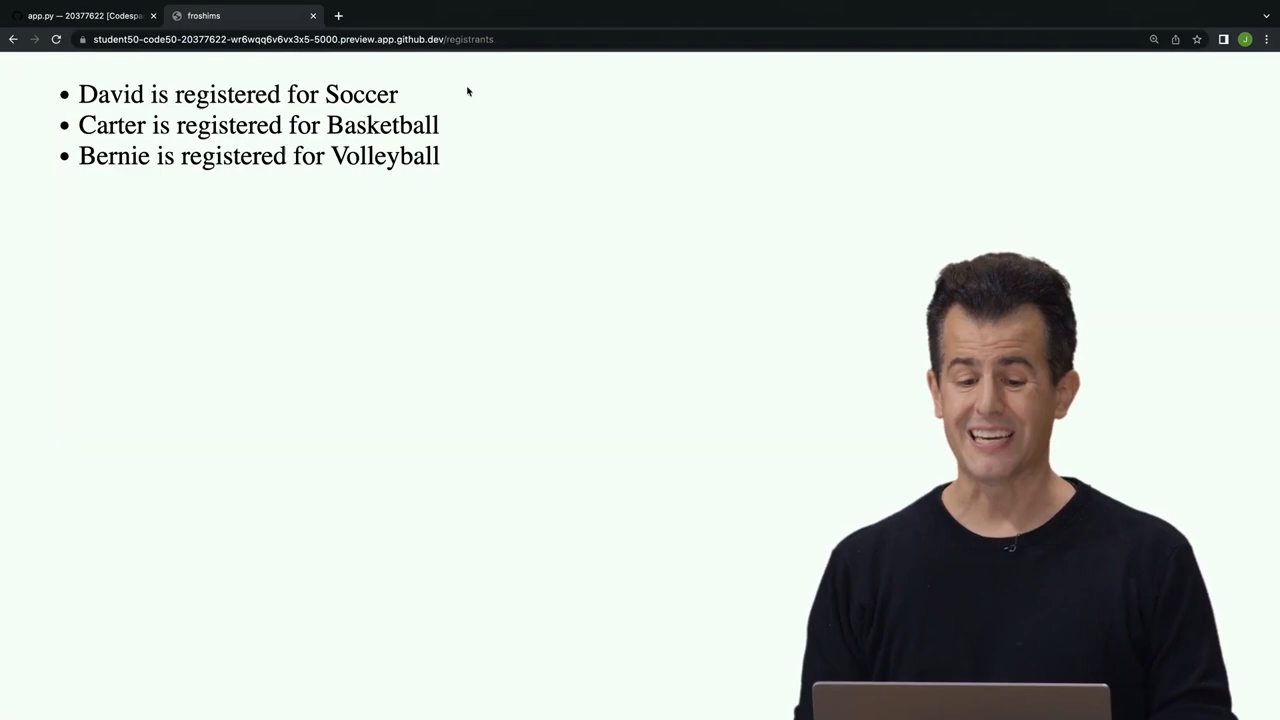 app.py — 20377622 [Codespa
froshims
student50-code50-20377622-wr6wqq6v6vx3x5-5000.preview.app.github.dev/registrants
J
David is registered for Soccer
Carter is registered for Basketball
Bernie is registered for Volleyball